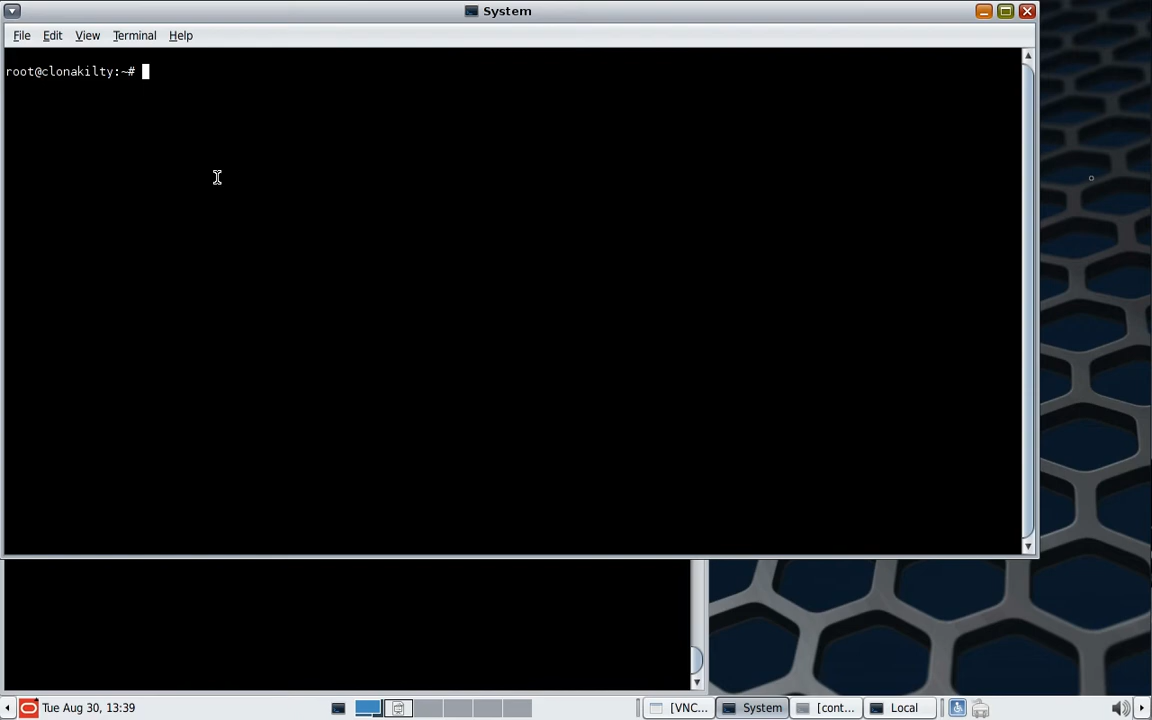 System
File Edit View Terminal Help
root@clonakilty:~#
Tue Aug 30, 13:39 [VNC... System [cont... Local